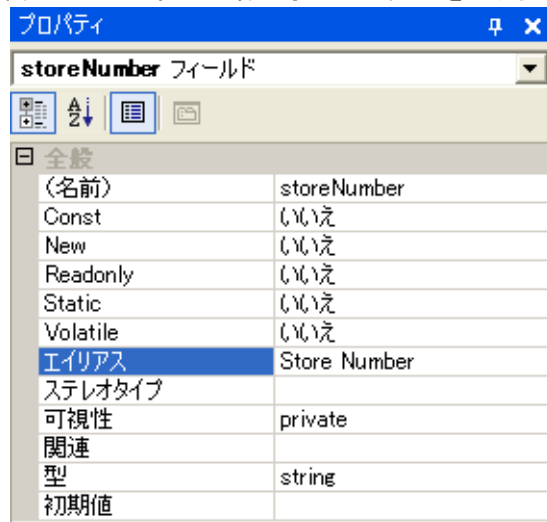 プロパティ
storeNumber フィールド
全般
(名前) storeNumber
Const いいえ
New いいえ
Readonly いいえ
Static いいえ
Volatile いいえ
エイリアス Store Number
ステレオタイプ
可視性 private
関連
型 string
初期値